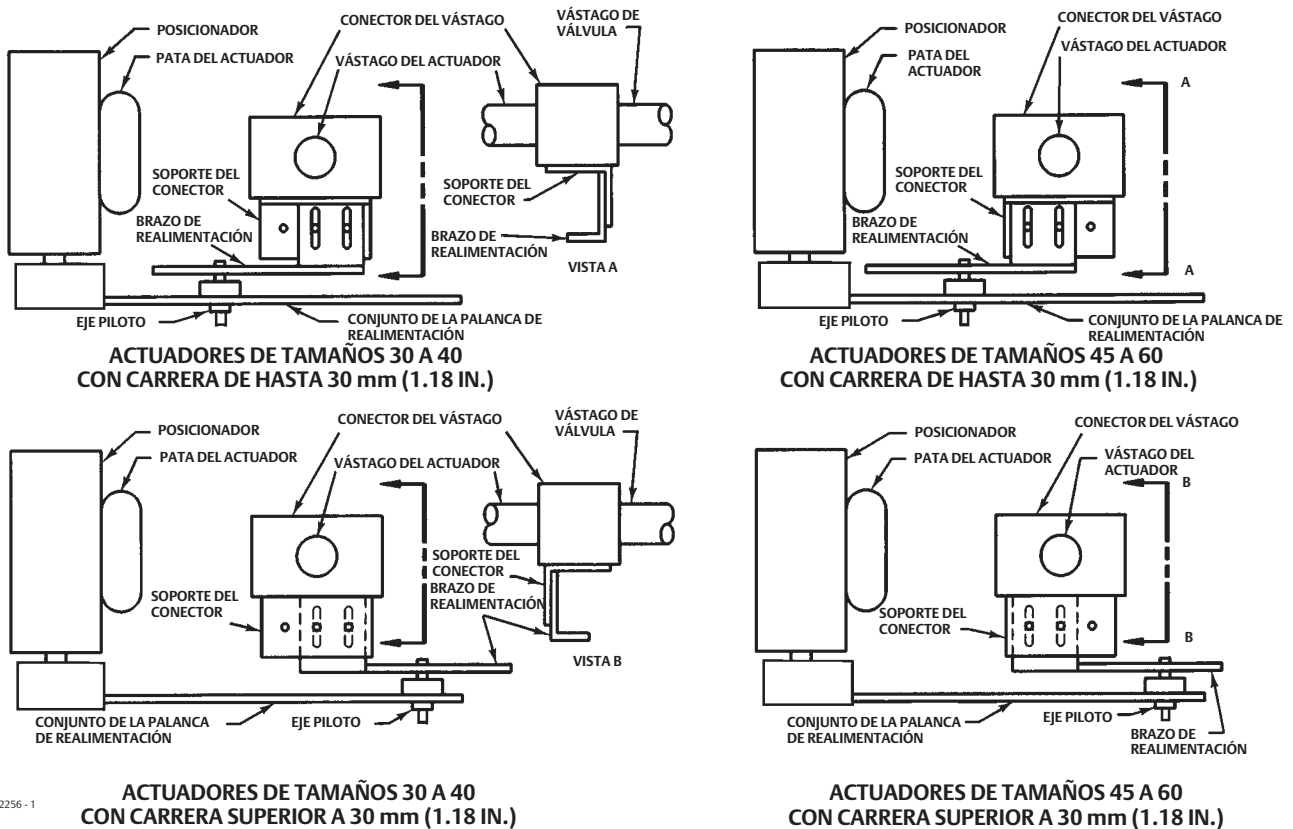 CONECTOR DEL VÁSTAGO
VÁSTAGO DE
VÁLVULA
POSICIONADOR
PATA DEL ACTUADOR
VÁSTAGO DEL ACTUADOR
SOPORTE DEL
CONECTOR
BRAZO DE
REALIMENTACIÓN
SOPORTE DEL
CONECTOR
BRAZO DE
REALIMENTACIÓN
VISTA A
EJE PILOTO
CONJUNTO DE LA PALANCA DE
REALIMENTACIÓN
ACTUADORES DE TAMAÑOS 30 A 40
CON CARRERA DE HASTA 30 mm (1.18 IN.)
CONECTOR DEL VÁSTAGO
POSICIONADOR
VÁSTAGO DEL ACTUADOR
PATA DEL
ACTUADOR
A
SOPORTE DEL
CONECTOR
BRAZO DE
REALIMENTACIÓN
A
EJE PILOTO
CONJUNTO DE LA PALANCA DE
REALIMENTACIÓN
ACTUADORES DE TAMAÑOS 45 A 60
CON CARRERA DE HASTA 30 mm (1.18 IN.)
CONECTOR DEL VÁSTAGO
VÁSTAGO DE
VÁLVULA
POSICIONADOR
PATA DEL ACTUADOR
VÁSTAGO DEL ACTUADOR
SOPORTE DEL
CONECTOR
SOPORTE DEL
CONECTOR
BRAZO DE
REALIMENTACIÓN
VISTA B
CONJUNTO DE LA PALANCA
DE REALIMENTACIÓN
EJE PILOTO
ACTUADORES DE TAMAÑOS 30 A 40
CON CARRERA SUPERIOR A 30 mm (1.18 IN.)
2256 - 1
CONECTOR DEL VÁSTAGO
POSICIONADOR
PATA DEL ACTUADOR
VÁSTAGO DEL
ACTUADOR
B
SOPORTE DEL
CONECTOR
B
CONJUNTO DE LA PALANCA
DE REALIMENTACIÓN
EJE PILOTO
BRAZO DE
REALIMENTACIÓN
ACTUADORES DE TAMAÑOS 45 A 60
CON CARRERA SUPERIOR A 30 mm (1.18 IN.)